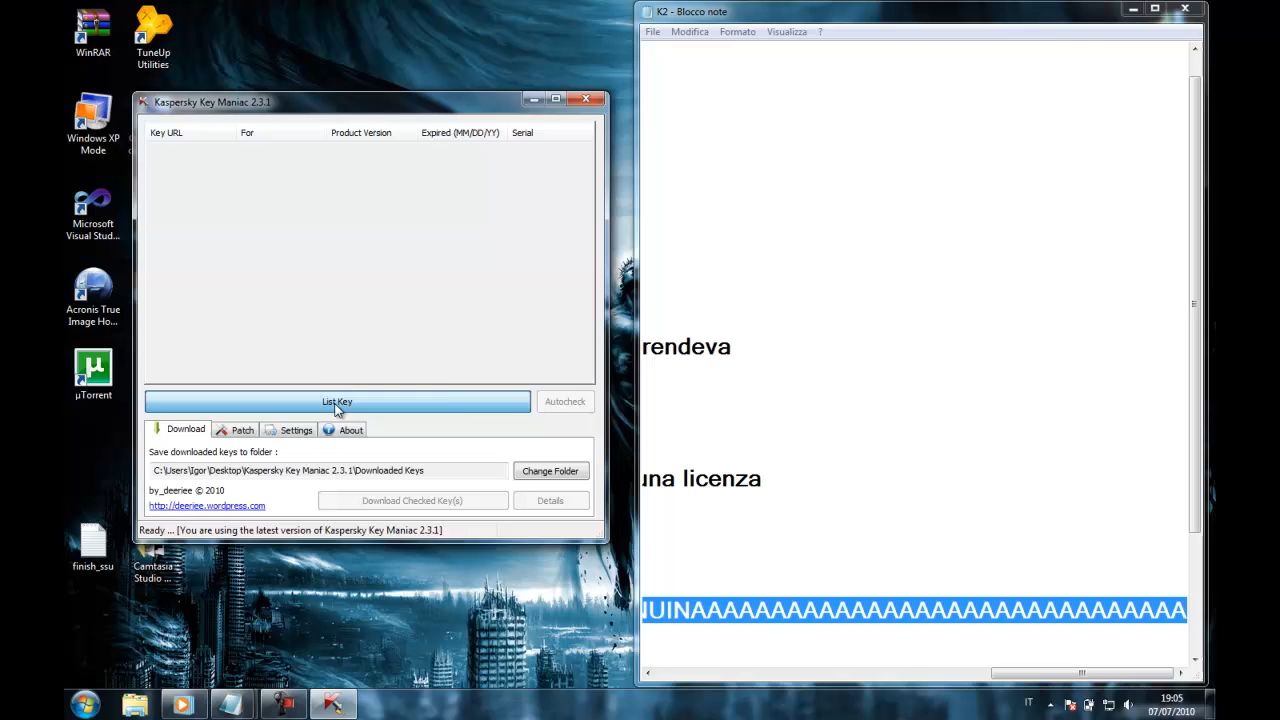 WinRAR
TuneUp
Utilities
Windows XP
Mode
Microsoft
Visual Stud...
Acronis True
Image Ho...
µTorrent
finish_ssu
Camtasia
Studio ...
Kaspersky Key Maniac 2.3.1
Key URL For Product Version Expired (MM/DD/YY) Serial
List Key Autocheck
Download Patch Settings About
Save downloaded keys to folder :
C:\Users\Igor\Desktop\Kaspersky Key Maniac 2.3.1\Downloaded Keys Change Folder
by_deeriee © 2010
http://deeriee.wordpress.com
Download Checked Key(s) Details
Ready ... [You are using the latest version of Kaspersky Key Maniac 2.3.1]
K2 - Blocco note
File Modifica Formato Visualizza ?
rendeva
una licenza
NUINAAAAAAAAAAAAAAAAAAAAAAAAAAAAAAA
IT 19:05
07/07/2010